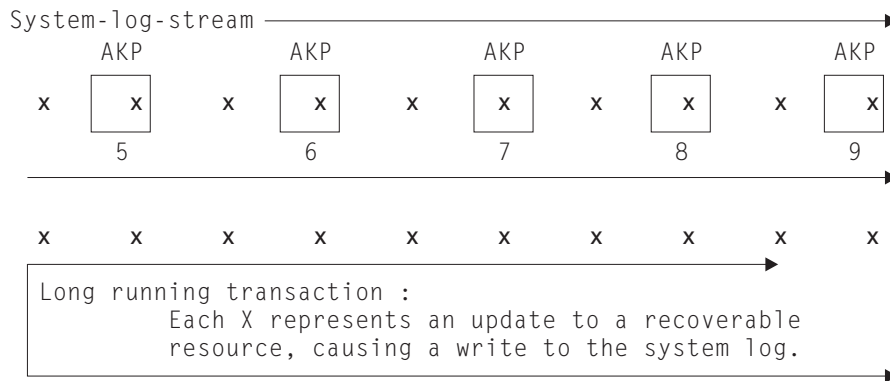 System-log-stream
AKP AKP AKP AKP AKP
x x x x x x x x x x
5 6 7 8 9
x x x x x x x x x x
Long running transaction :
Each X represents an update to a recoverable
resource, causing a write to the system log.